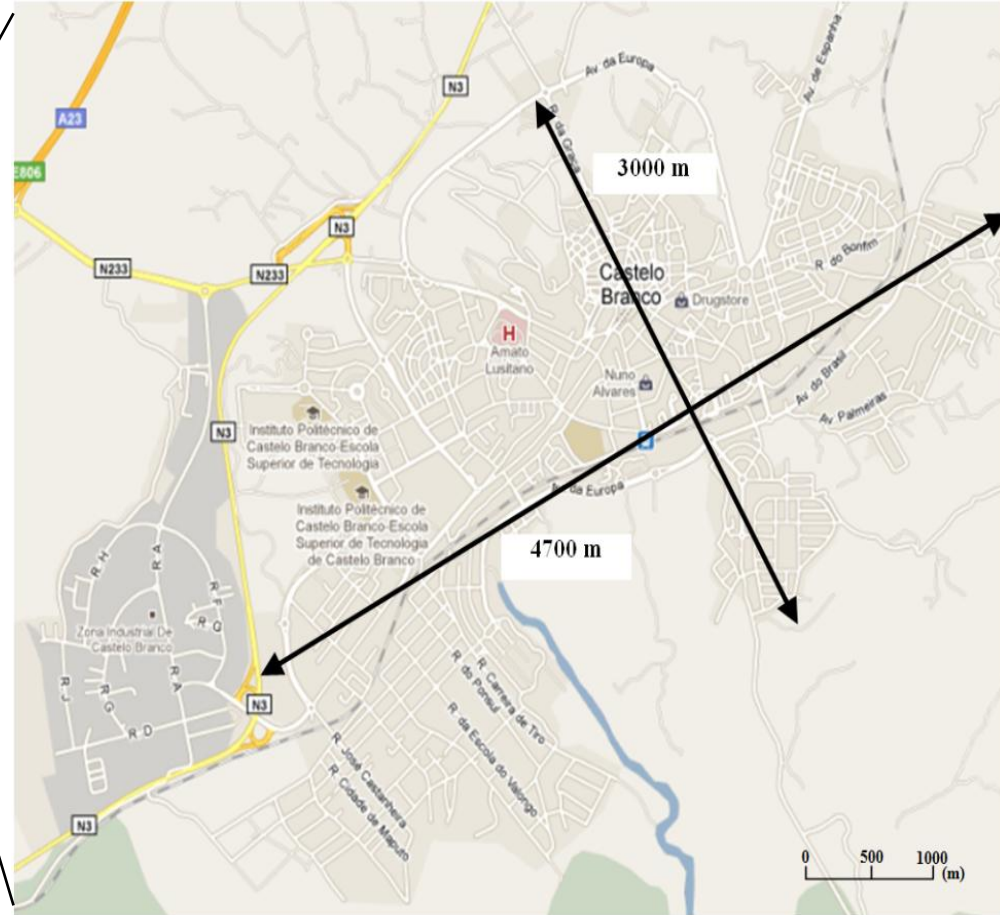 Av. da Europa
Av. de Espanha
N3
A23
E806
R. da Graça
3000 m
N3
R. do Bonfim
N233
N233
Castelo
Branco
Drugstore
H
Amato
Lusitano
Nuno
Alvares
Av. do Brasil
Av. Palmeiras
N3
Instituto Politécnico de
Castelo Branco-Escola
Superior de Tecnologia
Av. da Europa
Instituto Politécnico de
Castelo Branco-Escola
Superior de Tecnologia
de Castelo Branco
4700 m
R. H
R. A
R. F
R. Q
Zona Industrial De
Castelo Branco
R. J
R. G
R. A
R. D
N3
R. Carreira de Tiro
R. do Ponsul
R. da Escola do Valongo
R. José Castanheira
R. Cidade de Maputo
N3
0 500 1000
(m)